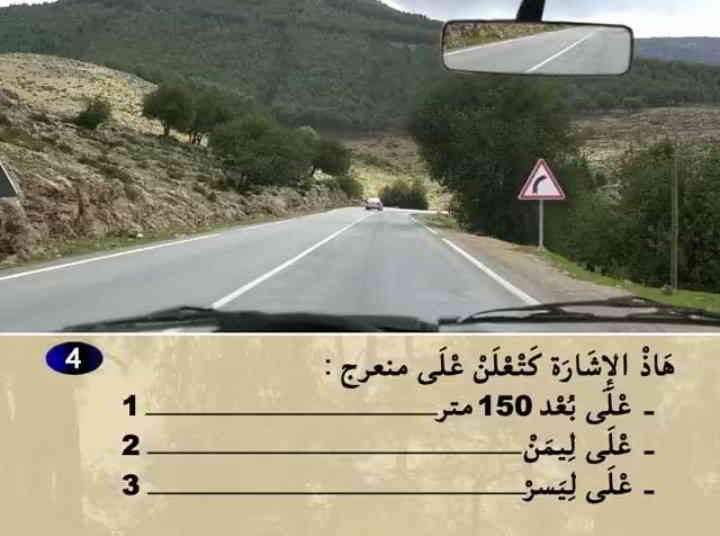 4
هَاذْ الإِشَارَة كَتْعْلَنْ عْلَى منعرج :
ـ عْلَى بُعْد 150 متر 1
ـ عْلَى لِيمَنْ 2
ـ عْلَى لِيَسرْ 3